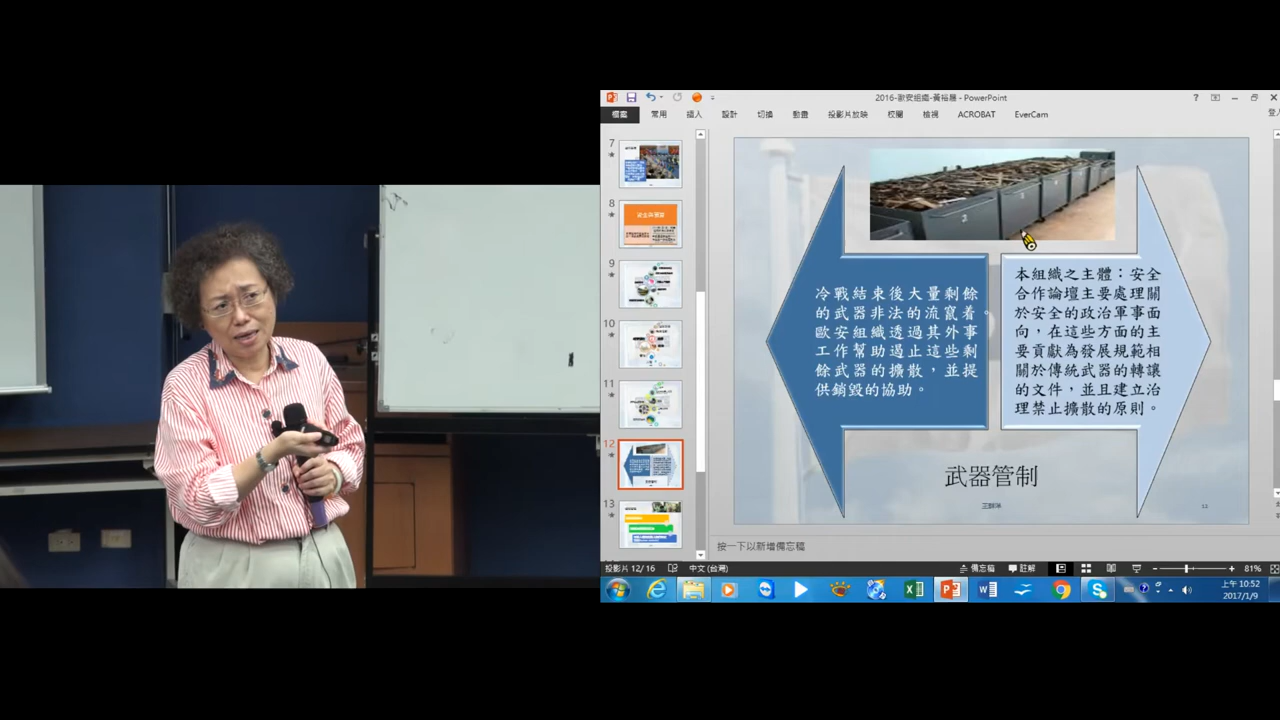 2016-歐安組織-黃裕晨 - PowerPoint
檔案 常用 插入 設計 切換 動畫 投影片放映 校閱 檢視 ACROBAT EverCam
7
8
9
10
11
12
13
冷戰結束後大量剩餘
的武器非法的流竄着。
歐安組織透過其外事
工作幫助遏止這些剩
餘武器的擴散，並提
供銷毀的協助。
本組織之主體：安全
合作論壇主要處理關
於安全的政治軍事面
向，在這些方面的主
要貢獻為發展規範相
關於傳統武器的轉讓
的文件，並且建立治
理禁止擴散的原則。
武器管制
12
按一下以新增備忘稿
投影片 12/ 16 中文 (台灣) 備忘稿 註解 81%
上午 10:52
2017/1/9